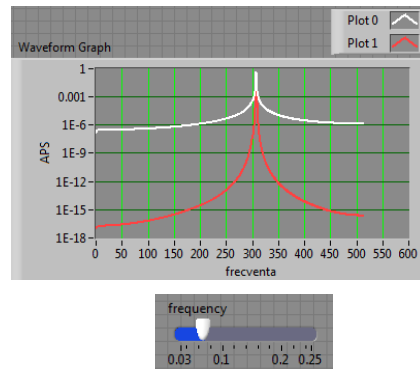 Plot 0
Waveform Graph
Plot 1
1
0.001
1E-6
1E-9
1E-12
1E-15
1E-18
APS
0 50 100 150 200 250 300 350 400 450 500 550 600
frecventa
frequency
0.03 0.1 0.2 0.25